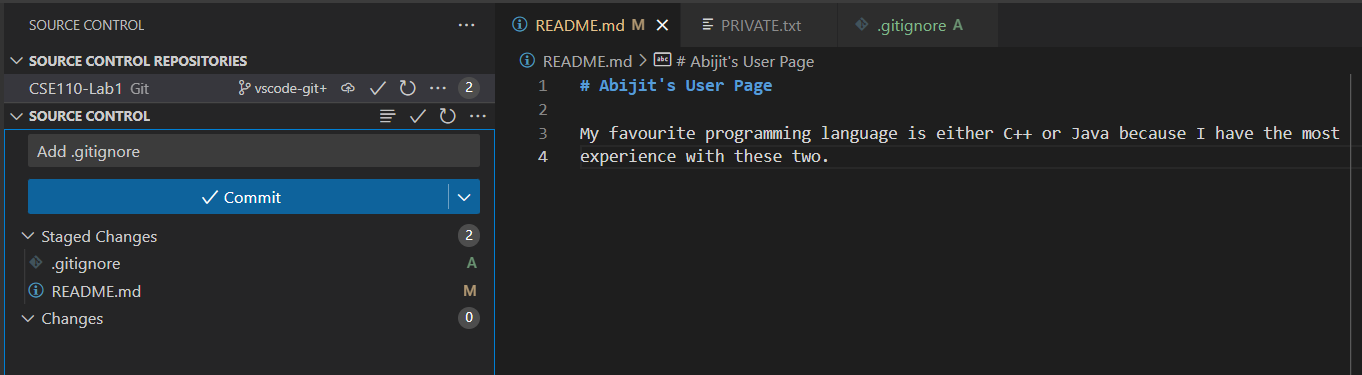 SOURCE CONTROL
SOURCE CONTROL REPOSITORIES
CSE110-Lab1 Git vscode-git+ 2
SOURCE CONTROL
Add .gitignore
Commit
Staged Changes 2
.gitignore A
README.md M
Changes 0
README.md M PRIVATE.txt .gitignore A
README.md > abc # Abijit's User Page
1 # Abijit's User Page
2
3 My favourite programming language is either C++ or Java because I have the most
4 experience with these two.